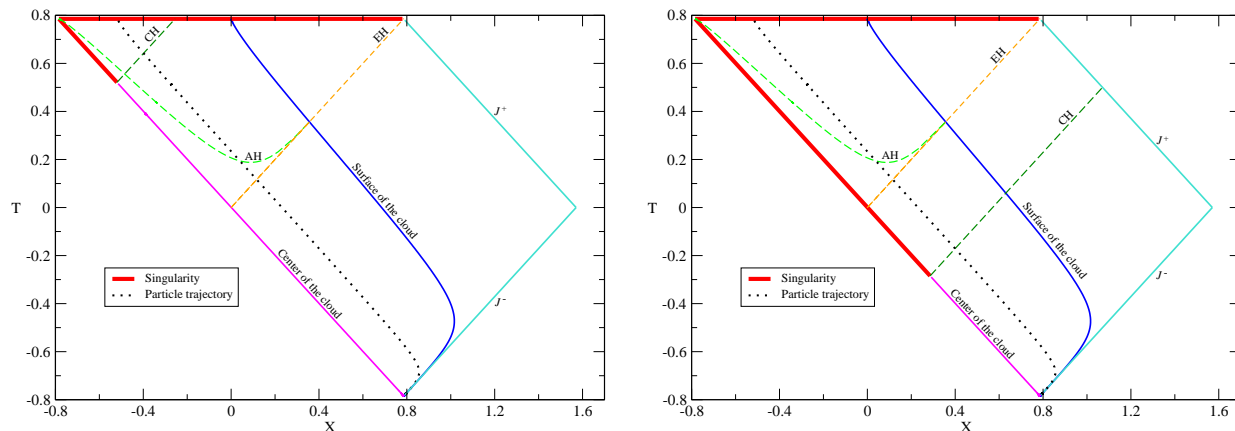 0.8
0.6
0.4
0.2
T
0
-0.2
-0.4
-0.6
-0.8
-0.8
-0.4
0
0.4
0.8
1.2
1.6
X
CH
EH
AH
J+
Surface of the cloud
Center of the cloud
J-
Singularity
Particle trajectory
0.8
0.6
0.4
0.2
T
0
-0.2
-0.4
-0.6
-0.8
-0.8
-0.4
0
0.4
0.8
1.2
1.6
X
EH
CH
AH
J+
Surface of the cloud
Center of the cloud
J-
Singularity
Particle trajectory